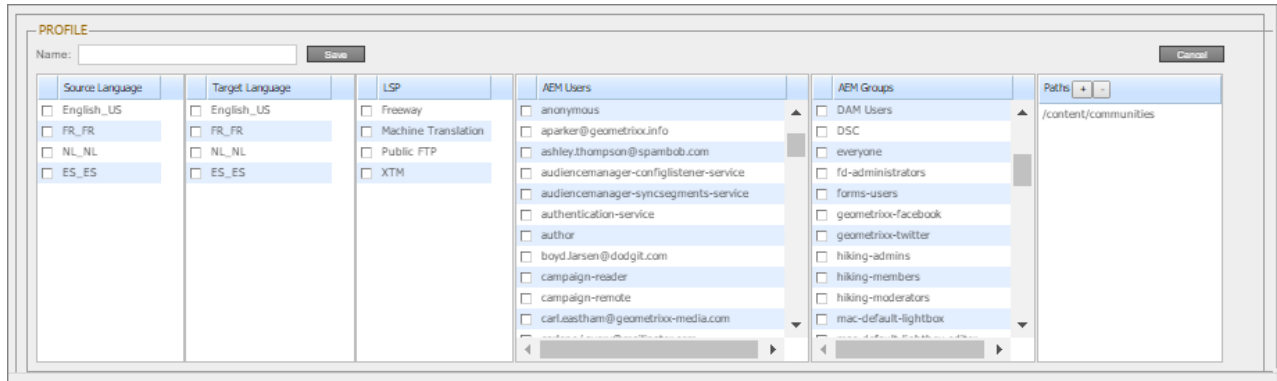 PROFILE
Name: Save Cancel
Source Language Target Language LSP AEM Users AEM Groups Paths + -
English_US English_US Freeway anonymous DAM Users /content/communities
FR_FR FR_FR Machine Translation aparker@geometrixx.info DSC
NL_NL NL_NL Public FTP ashley.thompson@spambob.com everyone
ES_ES ES_ES XTM audiencemanager-configlistener-service fd-administrators
audiencemanager-syncsegments-service forms-users
authentication-service geometrixx-facebook
author geometrixx-twitter
boyd.larsen@dodgit.com hiking-admins
campaign-reader hiking-members
campaign-remote hiking-moderators
carl.eastham@geometrixx-media.com mac-default-lightbox